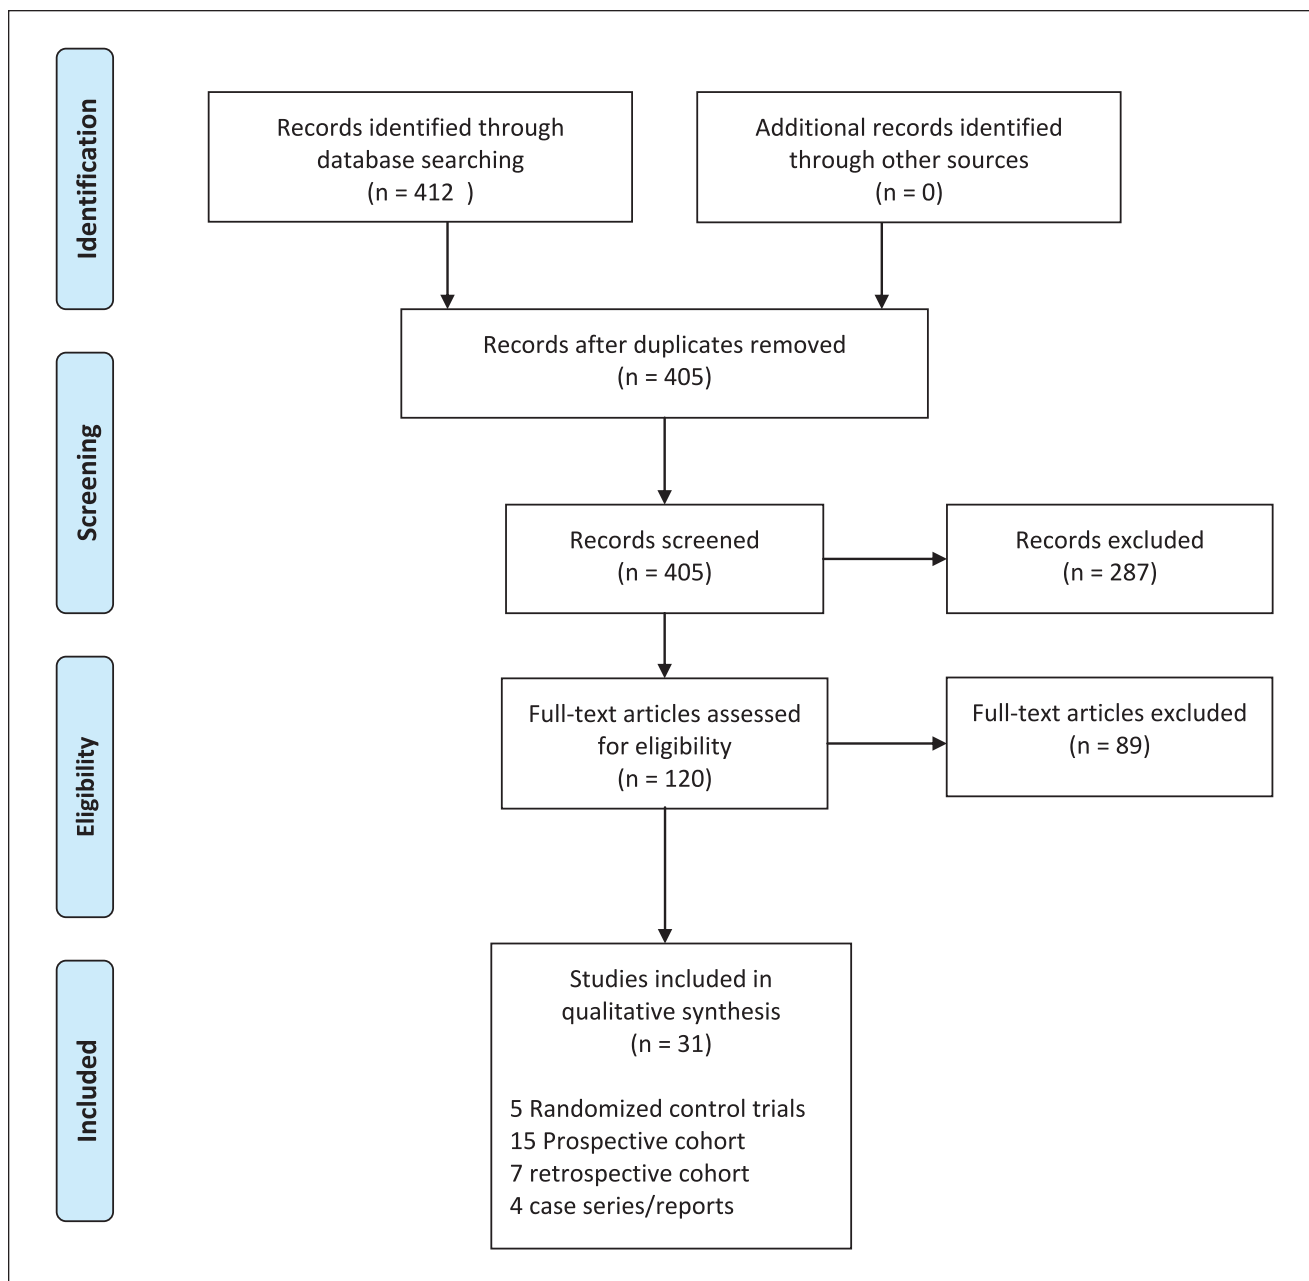 Identification
Records identified through
database searching
(n = 412  )
Additional records identified
through other sources
(n = 0)
Records after duplicates removed
(n = 405)
Screening
Records screened
(n = 405)
Records excluded
(n = 287)
Eligibility
Full-text articles assessed
for eligibility
(n = 120)
Full-text articles excluded
(n = 89)
Included
Studies included in
qualitative synthesis
(n = 31)
5 Randomized control trials
15 Prospective cohort
7 retrospective cohort
4 case series/reports